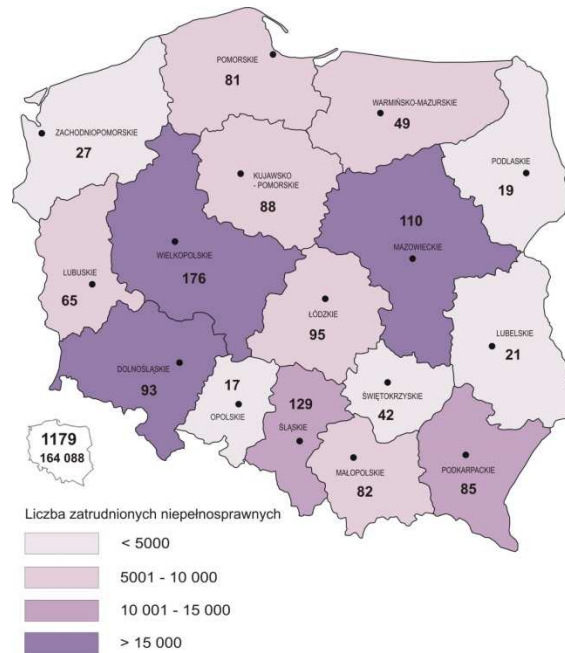 POMORSKIE
81
WARMIŃSKO-MAZURSKIE
49
ZACHODNIOPOMORSKIE
27
PODLASKIE
19
KUJAWSKO
- POMORSKIE
88
110
MAZOWIECKIE
WIELKOPOLSKIE
176
LUBUSKIE
65
ŁÓDZKIE
95
LUBELSKIE
21
DOLNOŚLĄSKIE
93
17
OPOLSKIE
129
ŚLĄSKIE
ŚWIĘTOKRZYSKIE
42
MAŁOPOLSKIE
82
PODKARPACKIE
85
1179
164 088
Liczba zatrudnionych niepełnosprawnych
< 5000
5001 - 10 000
10 001 - 15 000
> 15 000